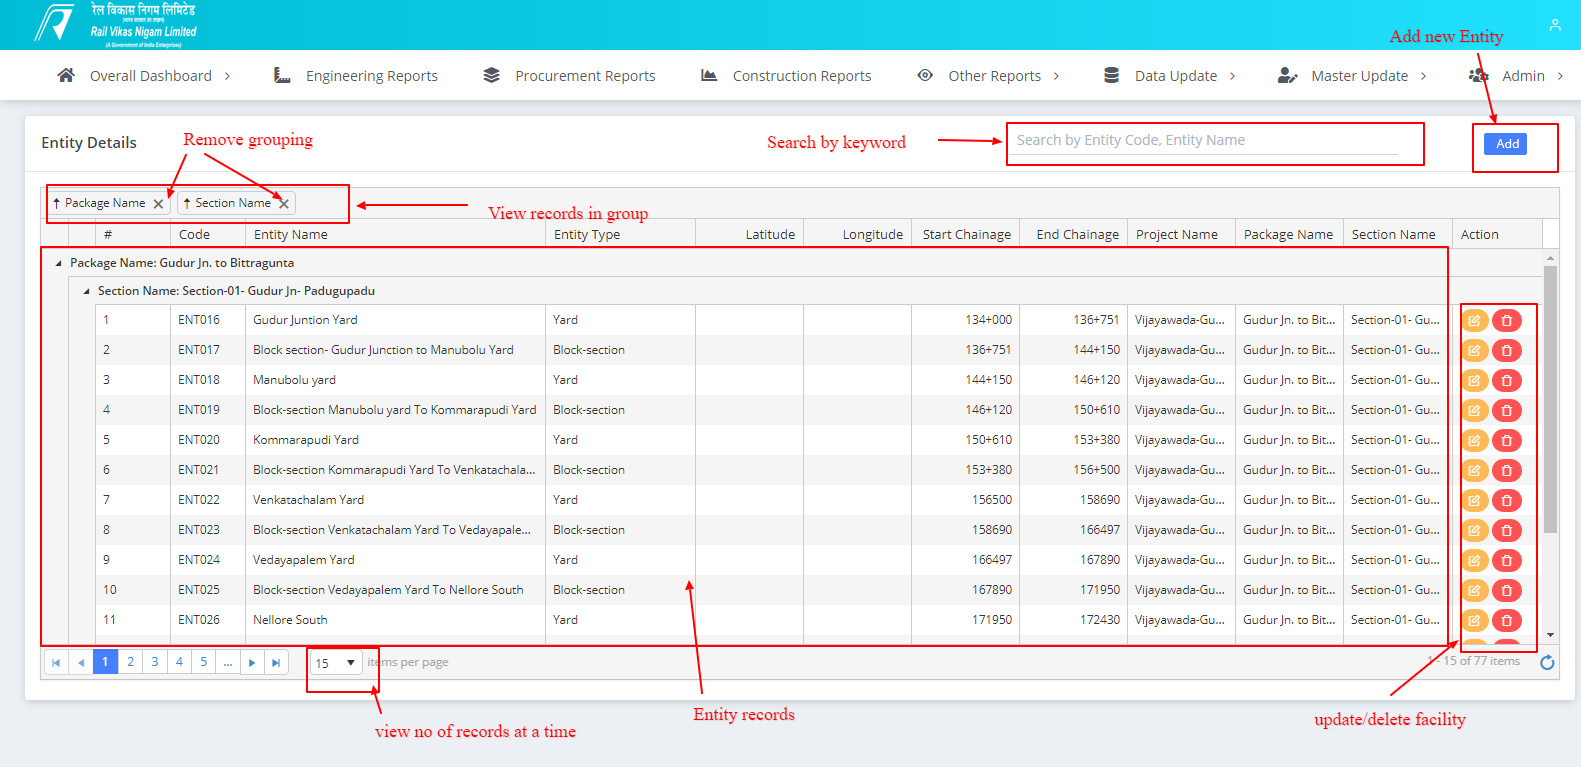 रेल विकास निगम लिमिटेड
(भारत सरकार का उपक्रम)
Rail Vikas Nigam Limited
(A Government of India Enterprises)
Add new Entity
Overall Dashboard
Engineering Reports
Procurement Reports
Construction Reports
Other Reports
Data Update
Master Update
Admin
Entity Details
Remove grouping
Search by keyword
Search by Entity Code, Entity Name
Add
Package Name
Section Name
View records in group
# Code Entity Name Entity Type Latitude Longitude Start Chainage End Chainage Project Name Package Name Section Name Action
Package Name: Gudur Jn. to Bittragunta
Section Name: Section-01- Gudur Jn- Padugupadu
1 ENT016 Gudur Juntion Yard Yard 134+000 136+751 Vijayawada-Gu... Gudur Jn. to Bit... Section-01- Gu...
2 ENT017 Block section- Gudur Junction to Manubolu Yard Block-section 136+751 144+150 Vijayawada-Gu... Gudur Jn. to Bit... Section-01- Gu...
3 ENT018 Manubolu yard Yard 144+150 146+120 Vijayawada-Gu... Gudur Jn. to Bit... Section-01- Gu...
4 ENT019 Block-section Manubolu yard To Kommarapudi Yard Block-section 146+120 150+610 Vijayawada-Gu... Gudur Jn. to Bit... Section-01- Gu...
5 ENT020 Kommarapudi Yard Yard 150+610 153+380 Vijayawada-Gu... Gudur Jn. to Bit... Section-01- Gu...
6 ENT021 Block-section Kommarapudi Yard To Venkatachala... Block-section 153+380 156+500 Vijayawada-Gu... Gudur Jn. to Bit... Section-01- Gu...
7 ENT022 Venkatachalam Yard Yard 156500 158690 Vijayawada-Gu... Gudur Jn. to Bit... Section-01- Gu...
8 ENT023 Block-section Venkatachalam Yard To Vedayapale... Block-section 158690 166497 Vijayawada-Gu... Gudur Jn. to Bit... Section-01- Gu...
9 ENT024 Vedayapalem Yard Yard 166497 167890 Vijayawada-Gu... Gudur Jn. to Bit... Section-01- Gu...
10 ENT025 Block-section Vedayapalem Yard To Nellore South Block-section 167890 171950 Vijayawada-Gu... Gudur Jn. to Bit... Section-01- Gu...
11 ENT026 Nellore South Yard 171950 172430 Vijayawada-Gu... Gudur Jn. to Bit... Section-01- Gu...
1 2 3 4 5 ... 15 items per page 1 - 15 of 77 items
view no of records at a time
Entity records
update/delete facility